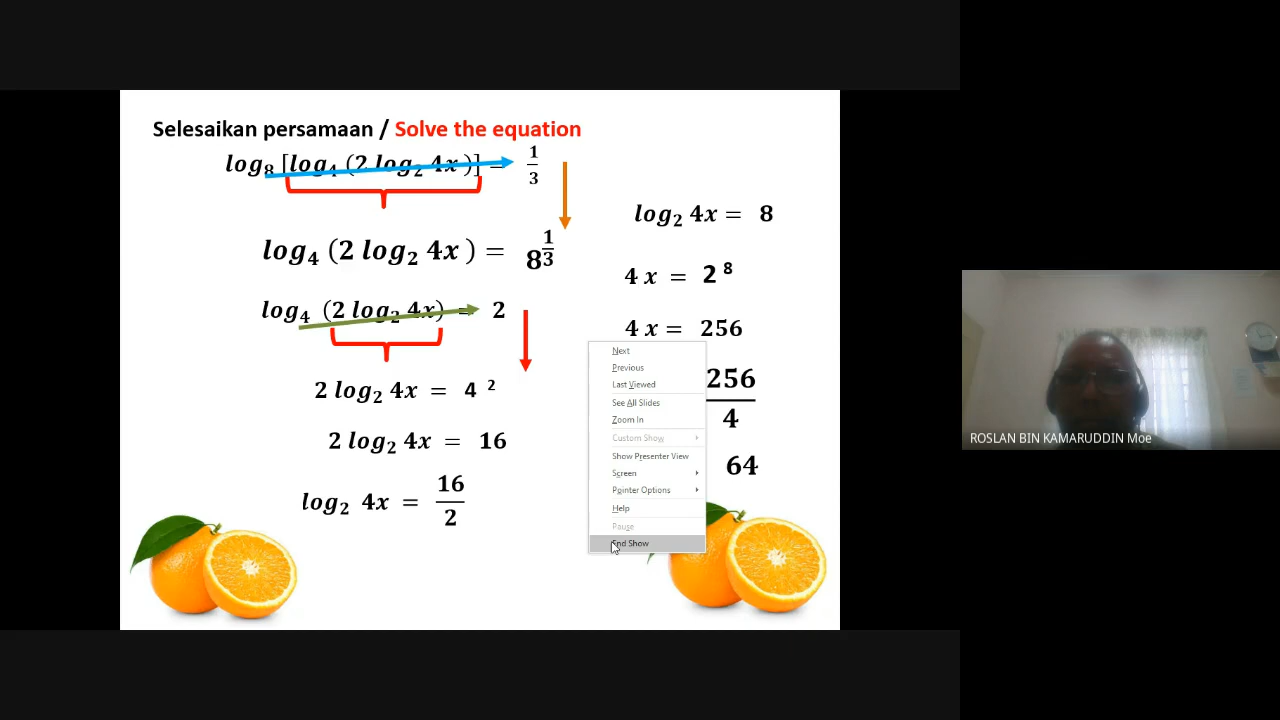 Selesaikan persamaan / Solve the equation
log₈ [log₄ (2 log₂ 4x )] = 1/3
log₄ (2 log₂ 4x ) = 8^(1/3)
log₄ (2 log₂ 4x) = 2
2 log₂ 4x = 4 ²
2 log₂ 4x = 16
log₂ 4x = 16/2
log₂ 4x = 8
4 x = 2 ⁸
4 x = 256
256/4
64
Next
Previous
Last Viewed
See All Slides
Zoom In
Custom Show
Show Presenter View
Screen
Pointer Options
Help
Pause
End Show
ROSLAN BIN KAMARUDDIN Moe